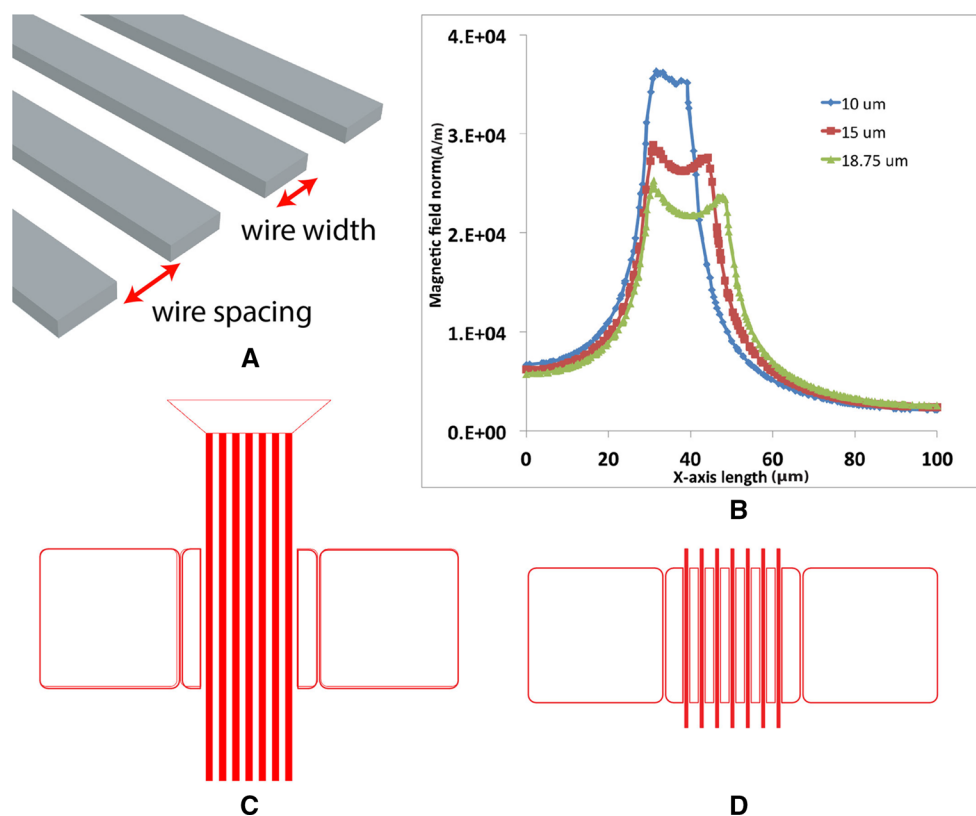 wire width
wire spacing
A
4.E+04
3.E+04
2.E+04
1.E+04
0.E+00
Magnetic field norm(A/m)
10 um
15 um
18.75 um
0 20 40 60 80 100
X-axis length (μm)
B
C
D